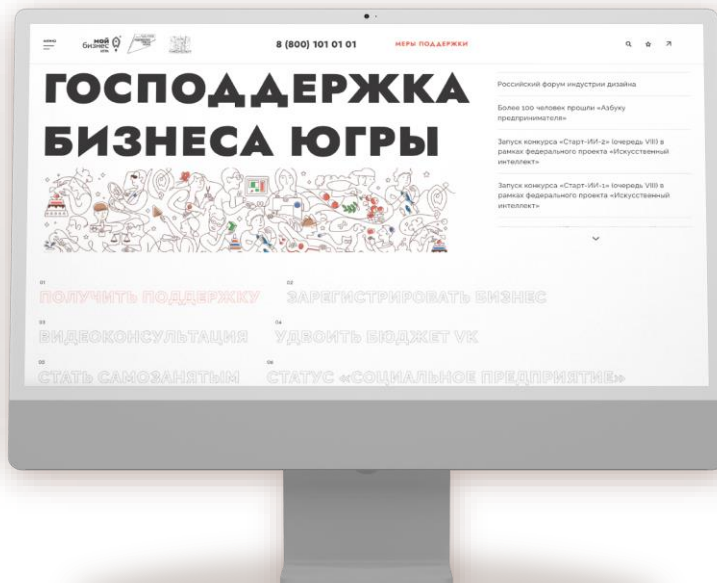 меню
мой
бизнес
8 (800) 101 01 01
МЕРЫ ПОДДЕРЖКИ
ГОСПОДДЕРЖКА
БИЗНЕСА ЮГРЫ
Российский форум индустрии дизайна
Более 100 человек прошли «Азбуку
предпринимателя»
Запуск конкурса «Старт-ИИ-2» (очередь VIII) в
рамках федерального проекта «Искусственный
интеллект»
Запуск конкурса «Старт-ИИ-1» (очередь VIII) в
рамках федерального проекта «Искусственный
интеллект»
01
ПОЛУЧИТЬ ПОДДЕРЖКУ
02
ЗАРЕГИСТРИРОВАТЬ БИЗНЕС
03
ВИДЕОКОНСУЛЬТАЦИЯ
04
УДВОИТЬ БЮДЖЕТ VK
05
СТАТЬ САМОЗАНЯТЫМ
06
СТАТУС «СОЦИАЛЬНОЕ ПРЕДПРИЯТИЕ»